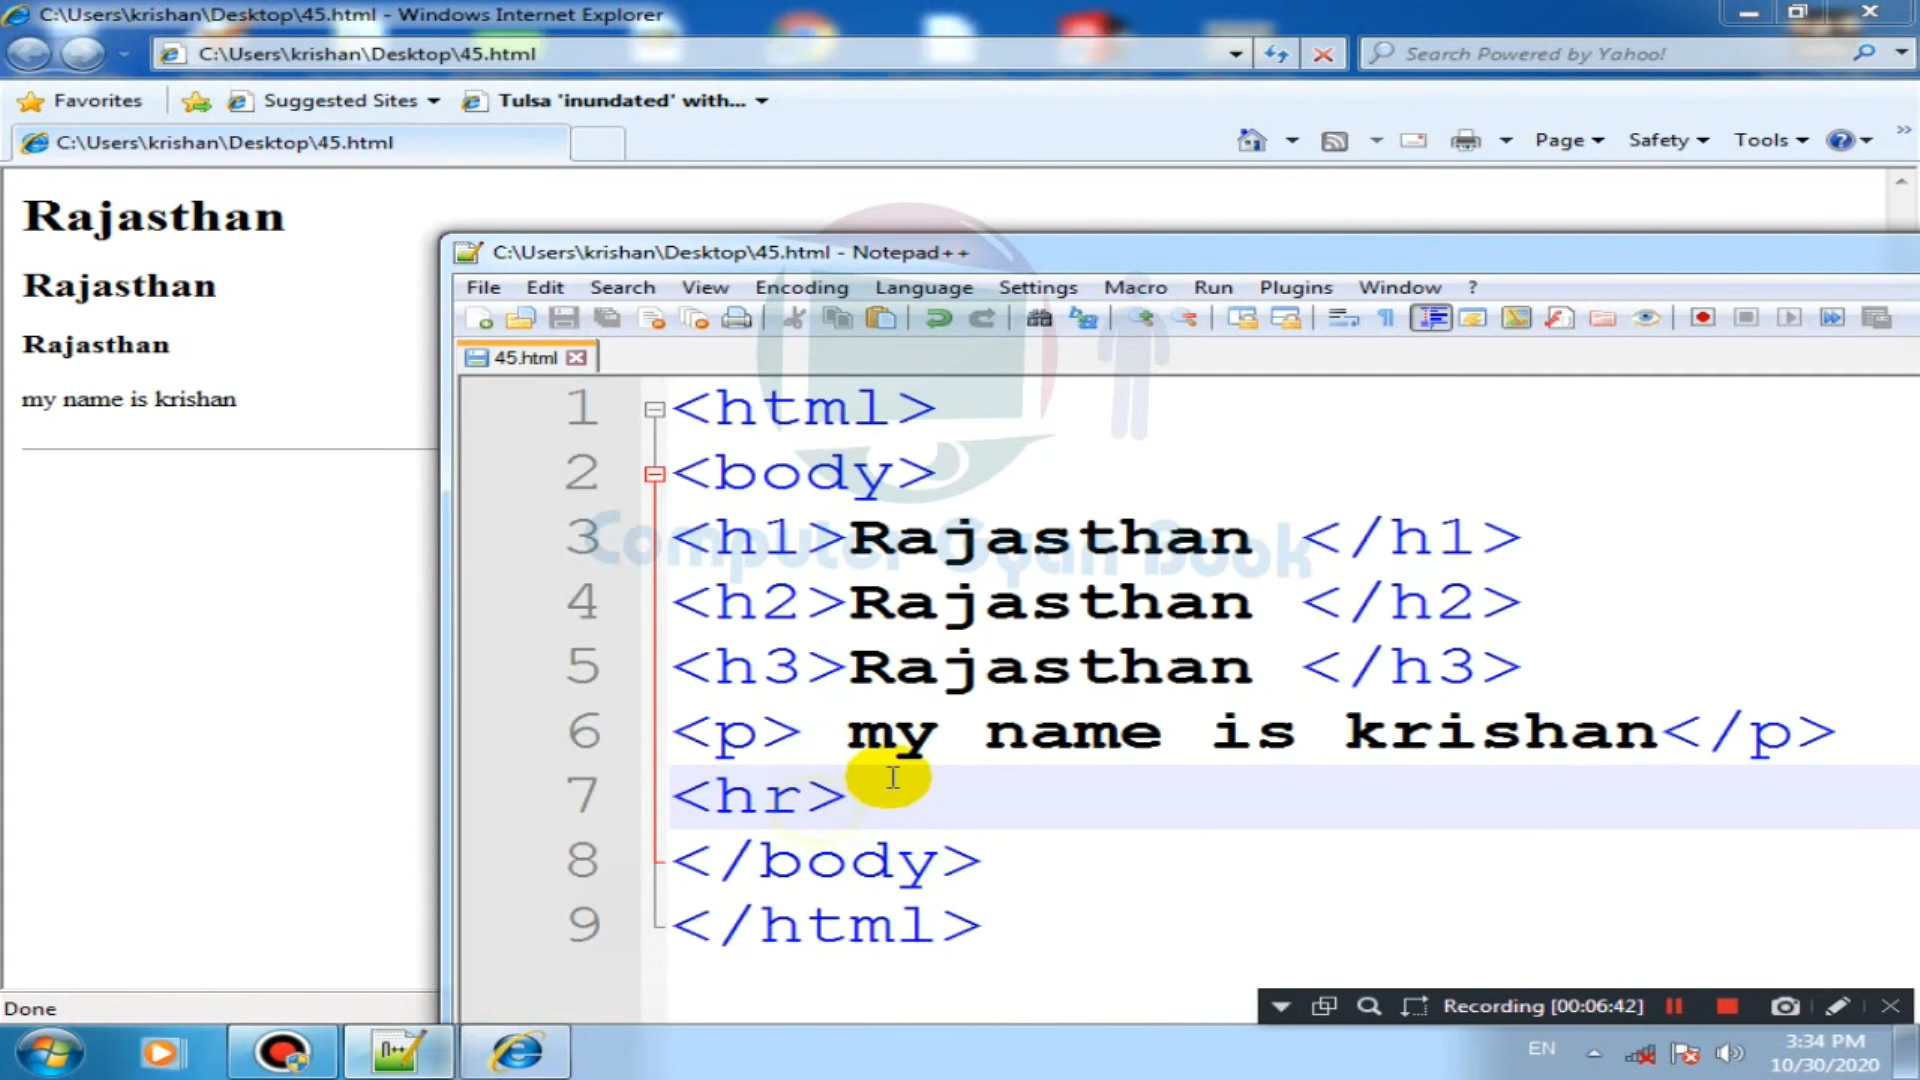 C:\Users\krishan\Desktop\45.html - Windows Internet Explorer
C:\Users\krishan\Desktop\45.html
Search Powered by Yahoo!
Favorites
Suggested Sites
Tulsa 'inundated' with...
C:\Users\krishan\Desktop\45.html
Page
Safety
Tools
Rajasthan
Rajasthan
Rajasthan
my name is krishan
C:\Users\krishan\Desktop\45.html - Notepad++
File Edit Search View Encoding Language Settings Macro Run Plugins Window ?
45.html
1 <html>
2 <body>
3 <h1>Rajasthan </h1>
4 <h2>Rajasthan </h2>
5 <h3>Rajasthan </h3>
6 <p> my name is krishan</p>
7 <hr>
8 </body>
9 </html>
Computer Gyan Book
Done
Recording [00:06:42]
EN
3:34 PM
10/30/2020